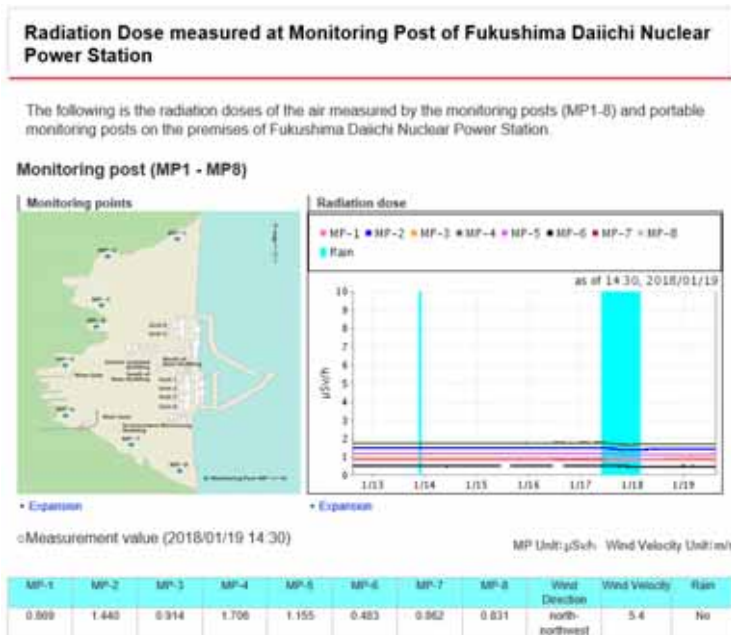 Radiation Dose measured at Monitoring Post of Fukushima Daiichi Nuclear
Power Station
The following is the radiation doses of the air measured by the monitoring posts (MP1-8) and portable
monitoring posts on the premises of Fukushima Daiichi Nuclear Power Station
Monitoring post (MP1 - MP8)
Monitoring points
Radiation dose
MP-1 MP-2 MP-3 MP-4 MP-5 MP-6 MP-7 MP-8
Rain
as of 14:30, 2018/01/19
10
9
8
7
6
5
4
3
2
1
0
μSv/h
1/13 1/14 1/15 1/16 1/17 1/18 1/19
Expansion
Expansion
○Measurement value (2018/01/19 14:30)
MP Unit:μSv/h Wind Velocity Unit:m/s
MP-1 MP-2 MP-3 MP-4 MP-5 MP-6 MP-7 MP-8 Wind Direction Wind Velocity Rain
0.869 1.440 0.914 1.706 1.155 0.483 0.862 0.831 north-northwest 5.4 No